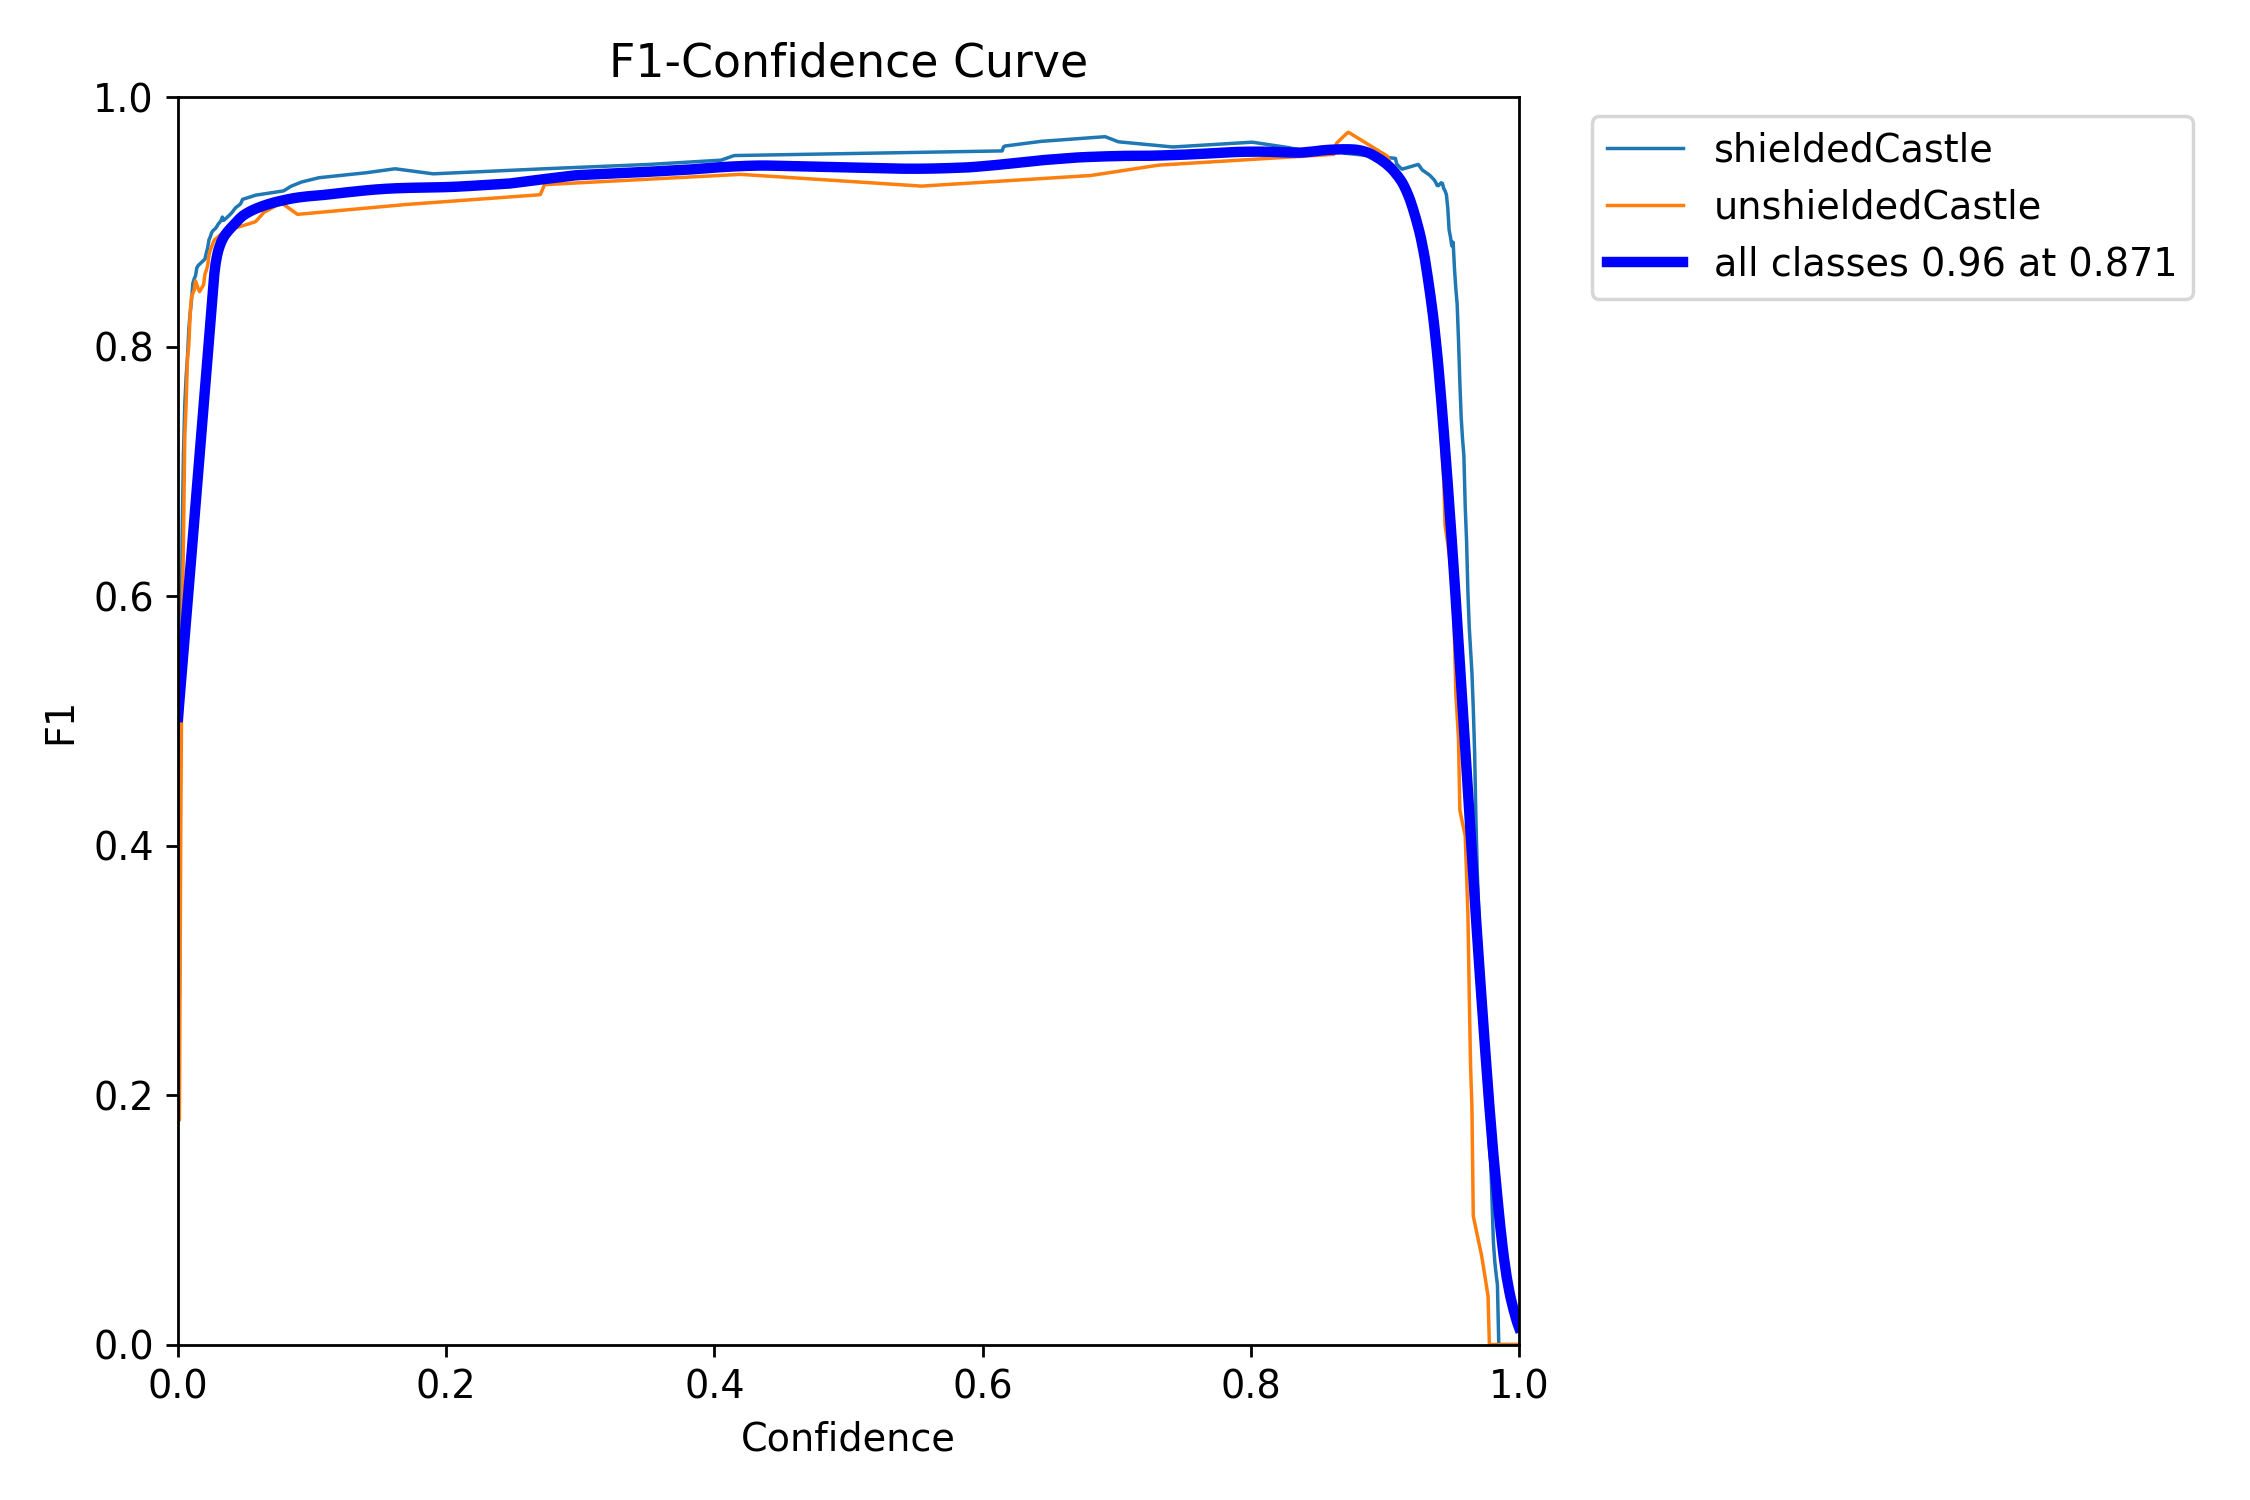 F1-Confidence Curve
1.0
0.8
0.6
0.4
0.2
0.0
F1
0.0 0.2 0.4 0.6 0.8 1.0
Confidence
shieldedCastle
unshieldedCastle
all classes 0.96 at 0.871